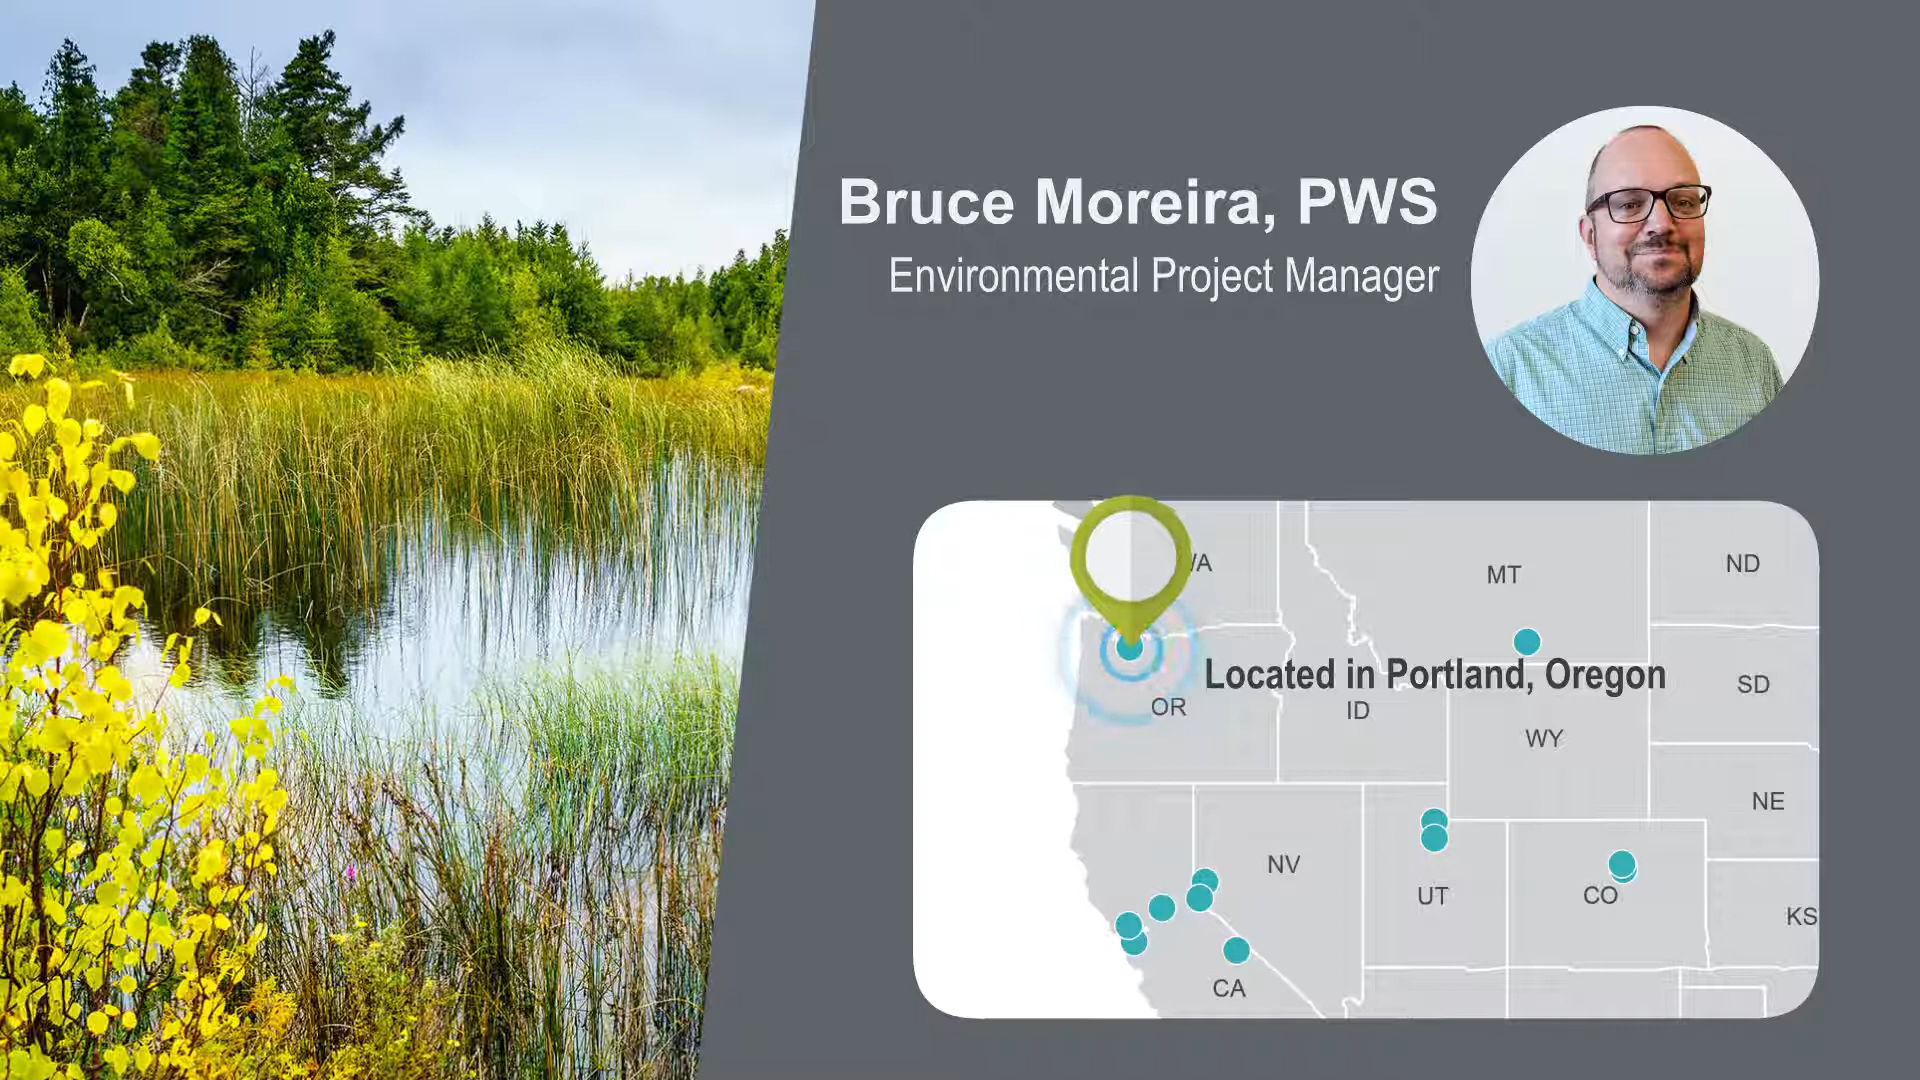 Bruce Moreira, PWS
Environmental Project Manager
MT
ND
Located in Portland, Oregon
SD
OR
ID
WY
NE
NV
UT
CO
KS
CA